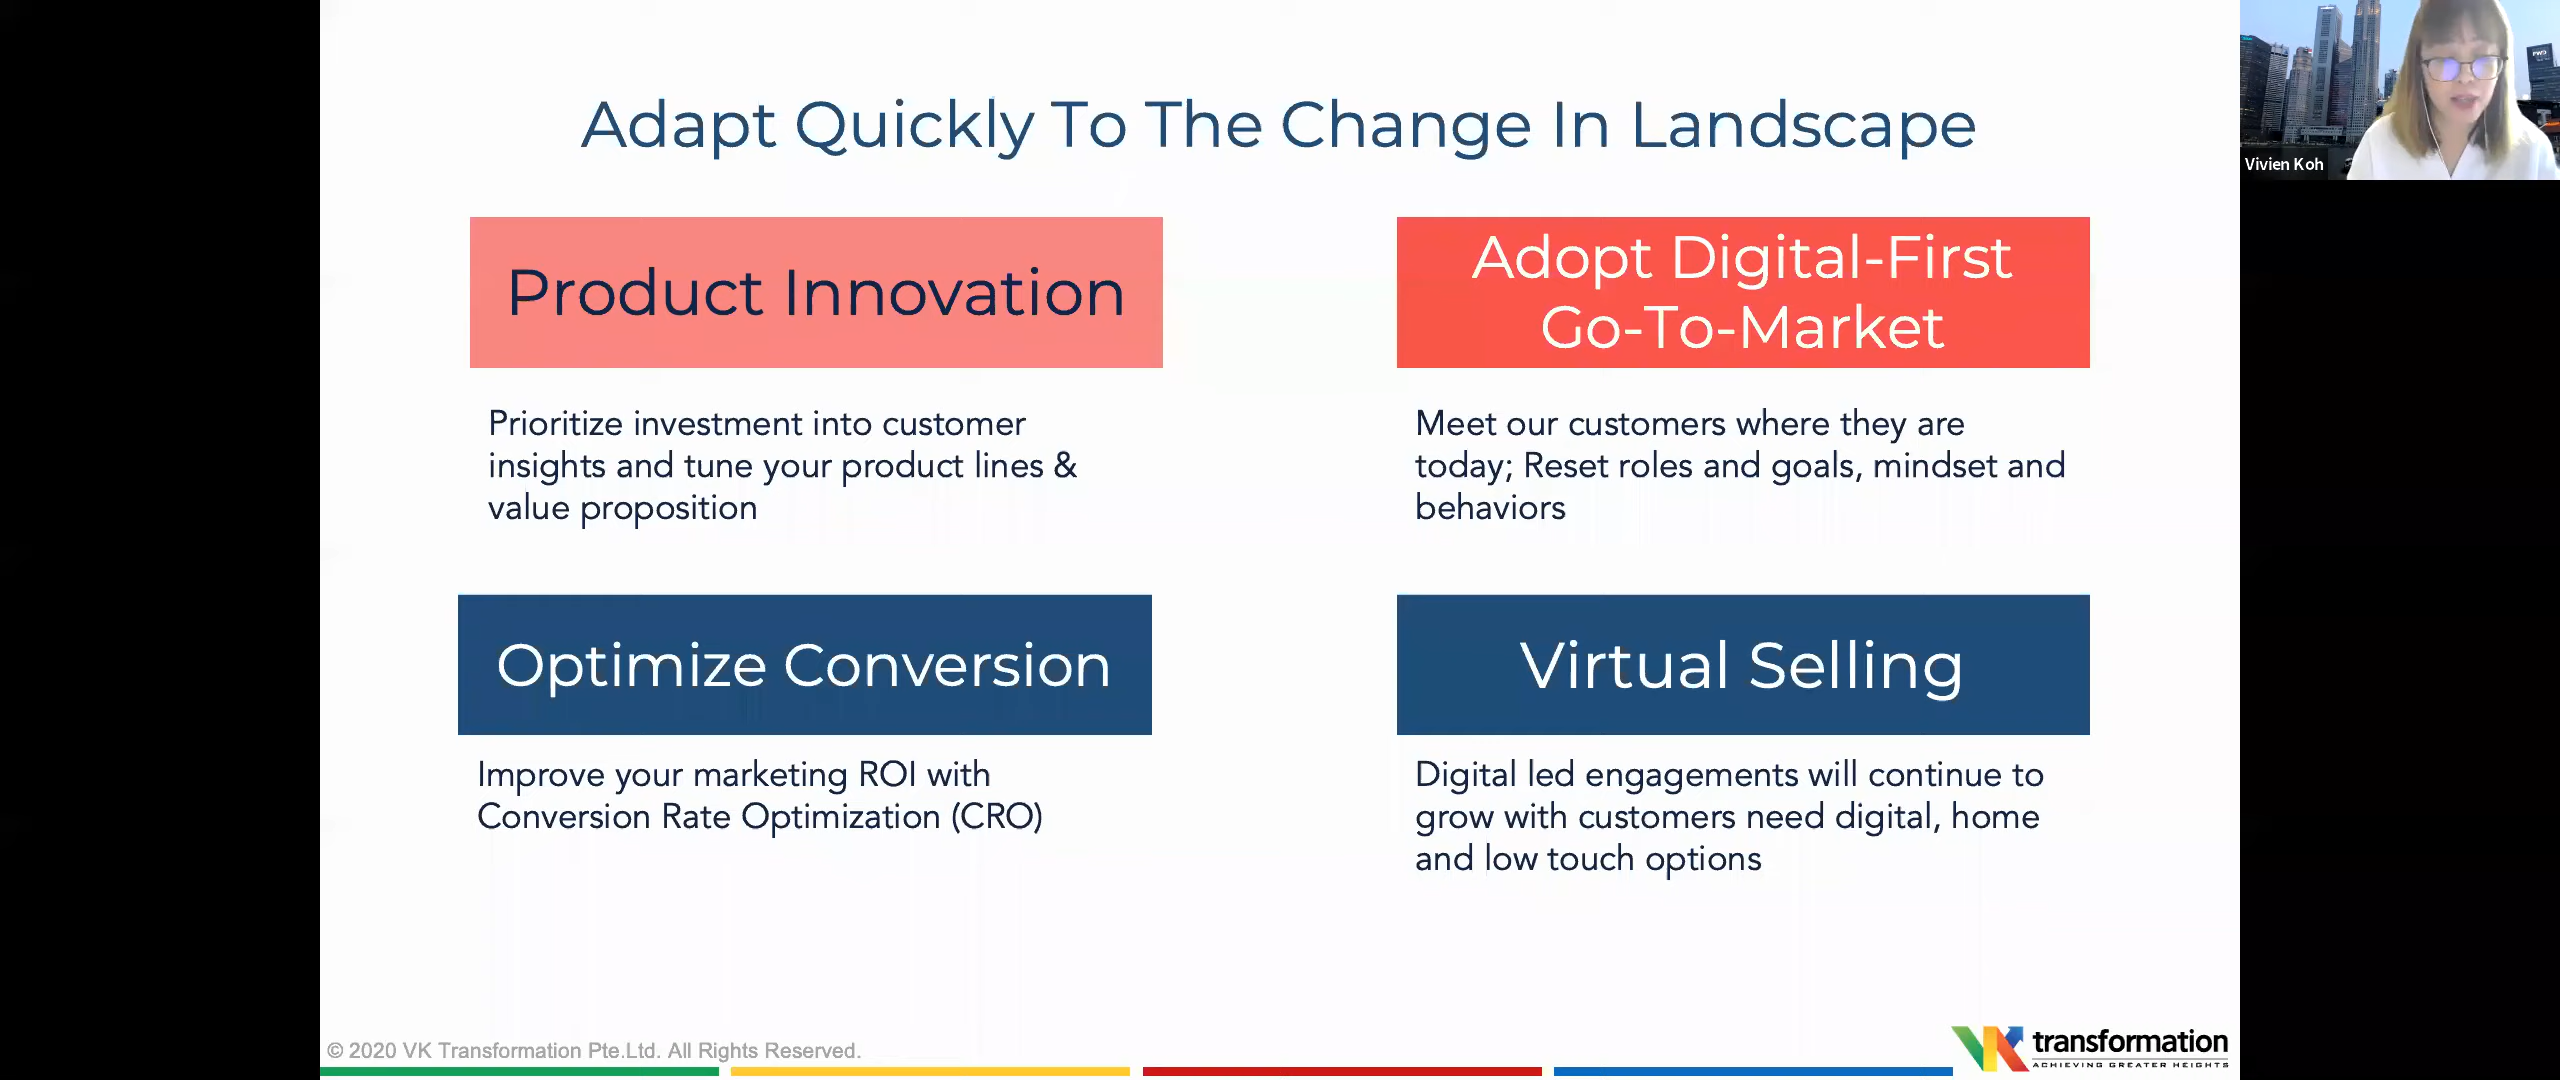 Adapt Quickly To The Change In Landscape
Vivien Koh
FWD
Product Innovation
Prioritize investment into customer
insights and tune your product lines &
value proposition
Adopt Digital-First
Go-To-Market
Meet our customers where they are
today; Reset roles and goals, mindset and
behaviors
Optimize Conversion
Improve your marketing ROI with
Conversion Rate Optimization (CRO)
Virtual Selling
Digital led engagements will continue to
grow with customers need digital, home
and low touch options
© 2020 VK Transformation Pte.Ltd. All Rights Reserved.
VK transformation
ACHIEVING GREATER HEIGHTS